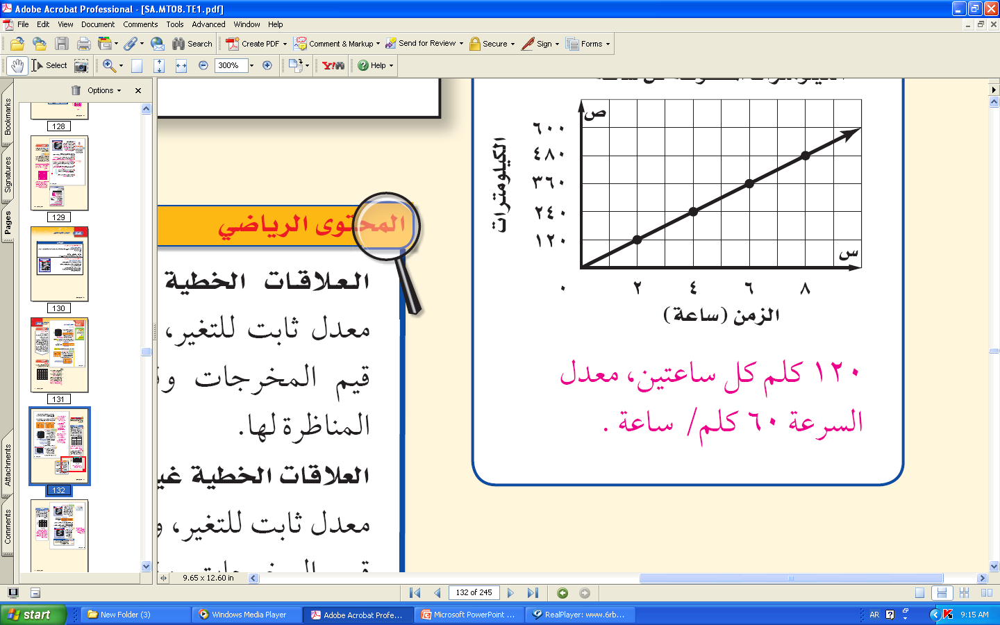 Adobe Acrobat Professional - [SA.MT08.TE1.pdf]
File Edit View Document Comments Tools Advanced Window Help
Search Create PDF Comment & Markup Send for Review Secure Sign Forms
Select 300% Y! Help
Options
Bookmarks
Signatures
Pages
Attachments
Comments
128
129
130
131
132
ص
٦٠٠
٤٨٠
٣٦٠
٢٤٠
١٢٠
الكيلومترات
س
٠ ٢ ٤ ٦ ٨
الزمن (ساعة)
١٢٠ كلم كل ساعتين، معدل
السرعة ٦٠ كلم/ ساعة .
المحتوى الرياضي
العلاقات الخطية
معدل ثابت للتغير،
قيم المخرجات
المناظرة لها.
العلاقات الخطية
معدل ثابت للتغير،
9.65 x 12.60 in
132 of 245
start New Folder (3) Windows Media Player Adobe Acrobat Profe... Microsoft PowerPoint ... RealPlayer: www.6rb... AR 9:15 AM